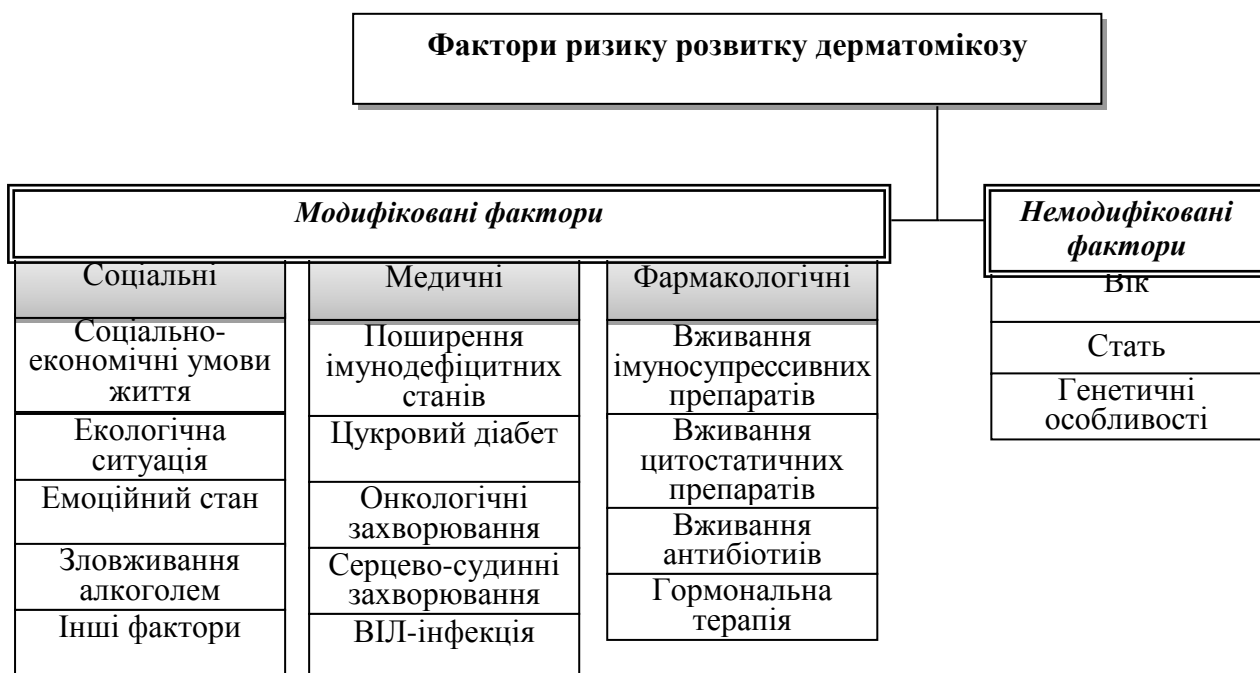 Фактори ризику розвитку дерматомікозу
Модифіковані фактори
Немодифіковані
фактори
Соціальні
Соціально-
економічні умови
життя
Екологічна
ситуація
Емоційний стан
Зловживання
алкоголем
Інші фактори
Медичні
Поширення
імунодефіцитних
станів
Цукровий діабет
Онкологічні
захворювання
Серцево-судинні
захворювання
ВІЛ-інфекція
Фармакологічні
Вживання
імуносупрессивних
препаратів
Вживання
цитостатичних
препаратів
Вживання
антибіотиів
Гормональна
терапія
Вік
Стать
Генетичні
особливості